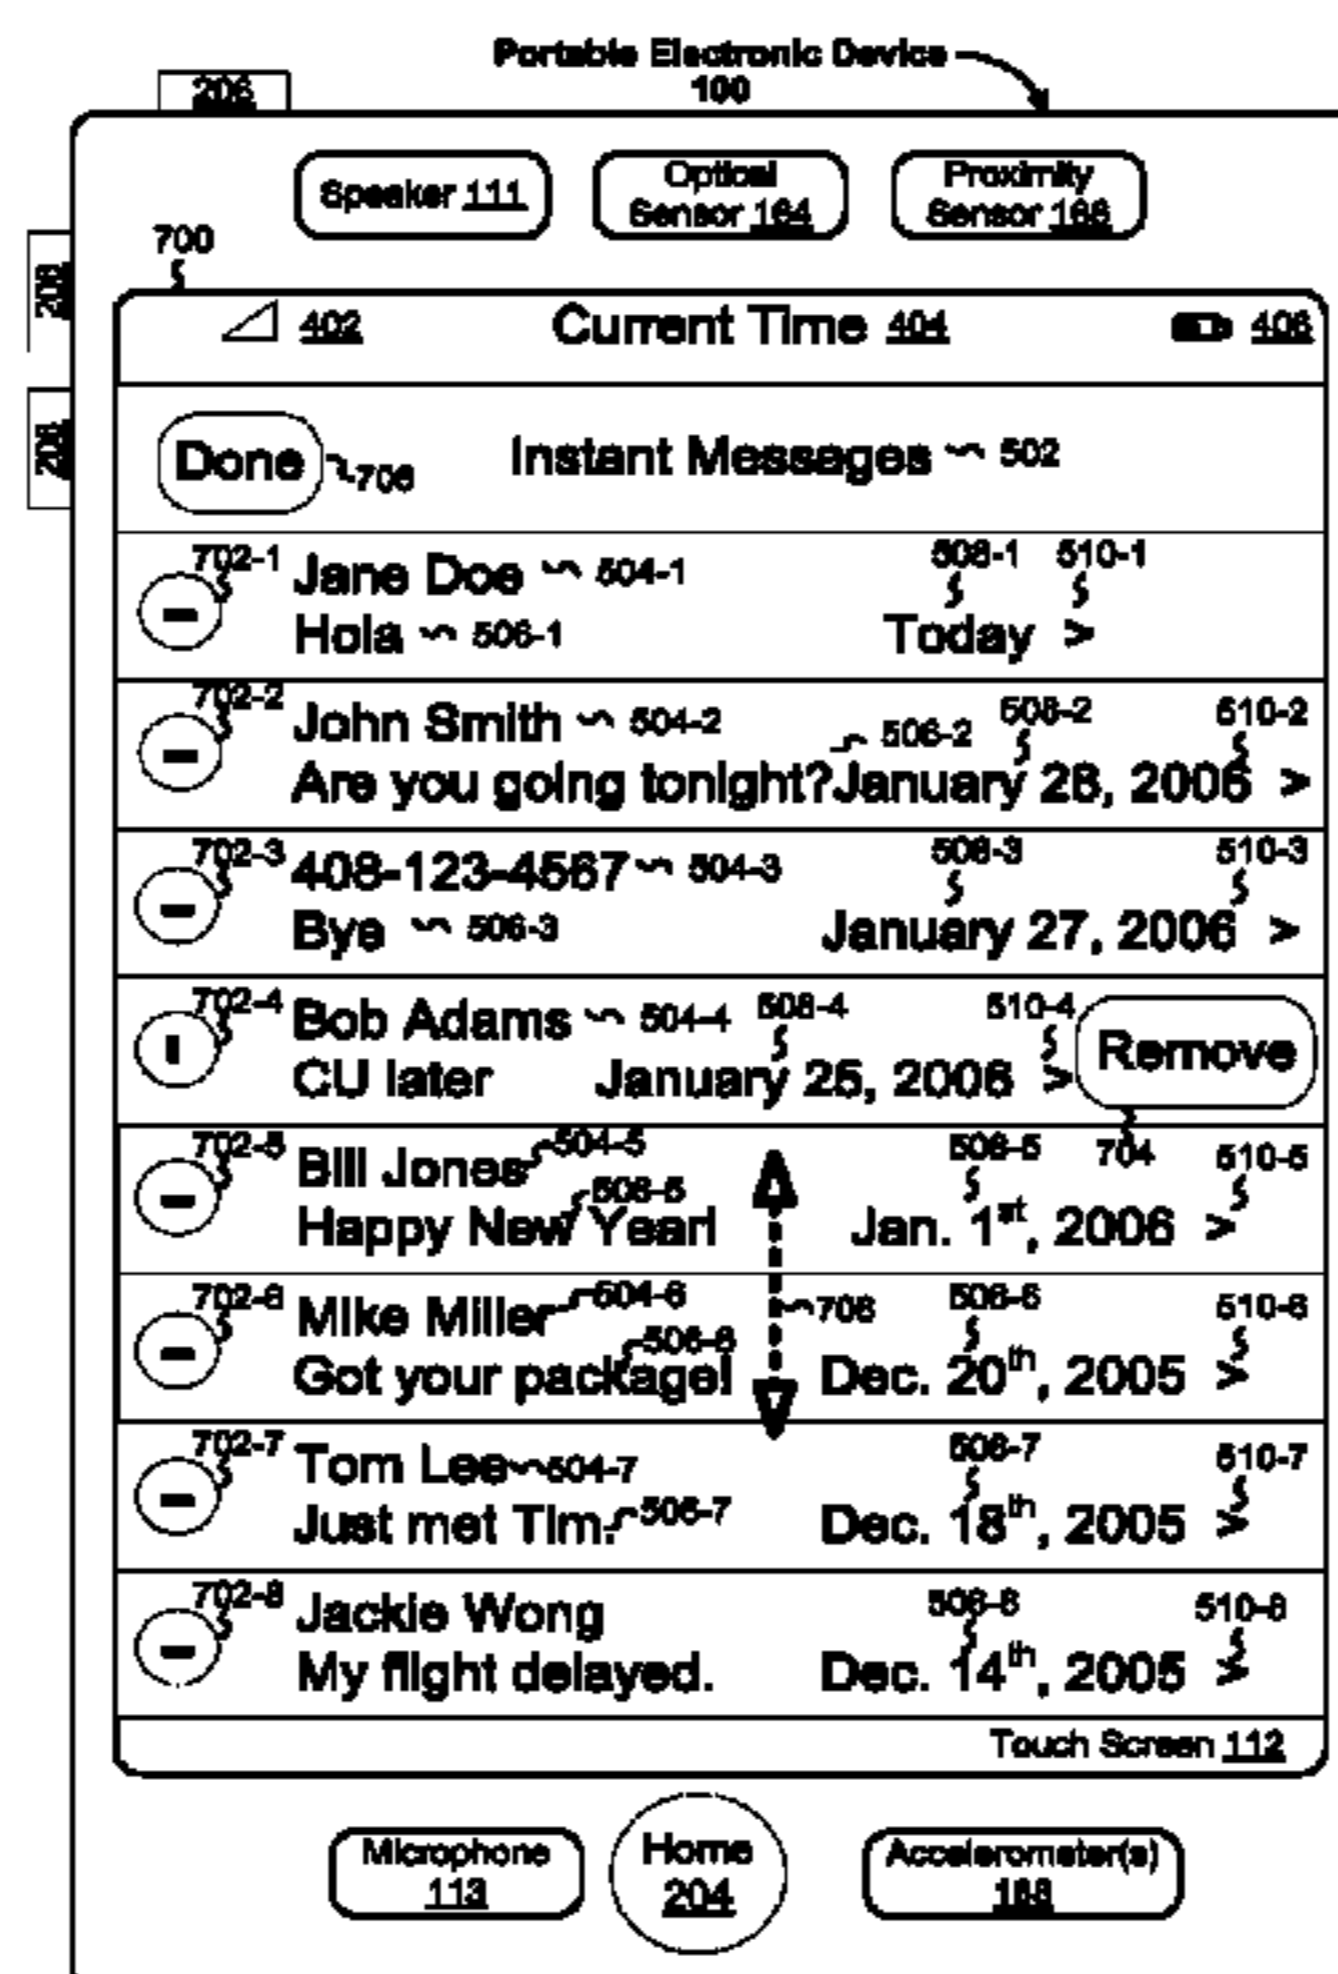 Portable Electronic Device
100
206
Speaker 111
Optical
Sensor 164
Proximity
Sensor 166
700
208
402
Current Time 404
406
208
Done
706
Instant Messages
502
702-1
Jane Doe
504-1
508-1
510-1
Hola
506-1
Today >
702-2
John Smith
504-2
506-2
508-2
510-2
Are you going tonight? January 28, 2006 >
702-3
408-123-4567
504-3
508-3
510-3
Bye
506-3
January 27, 2006 >
702-4
Bob Adams
504-4
508-4
510-4
Remove
CU later
January 25, 2006 >
702-5
Bill Jones
504-5
508-5
704
510-5
506-5
Happy New Year!
Jan. 1st, 2006 >
702-6
Mike Miller
504-6
708
508-6
510-6
506-6
Got your package!
Dec. 20th, 2005 >
702-7
Tom Lee
504-7
508-7
510-7
Just met Tim.
506-7
Dec. 18th, 2005 >
702-8
Jackie Wong
508-8
510-8
My flight delayed.
Dec. 14th, 2005 >
Touch Screen 112
Microphone
113
Home
204
Accelerometer(s)
168